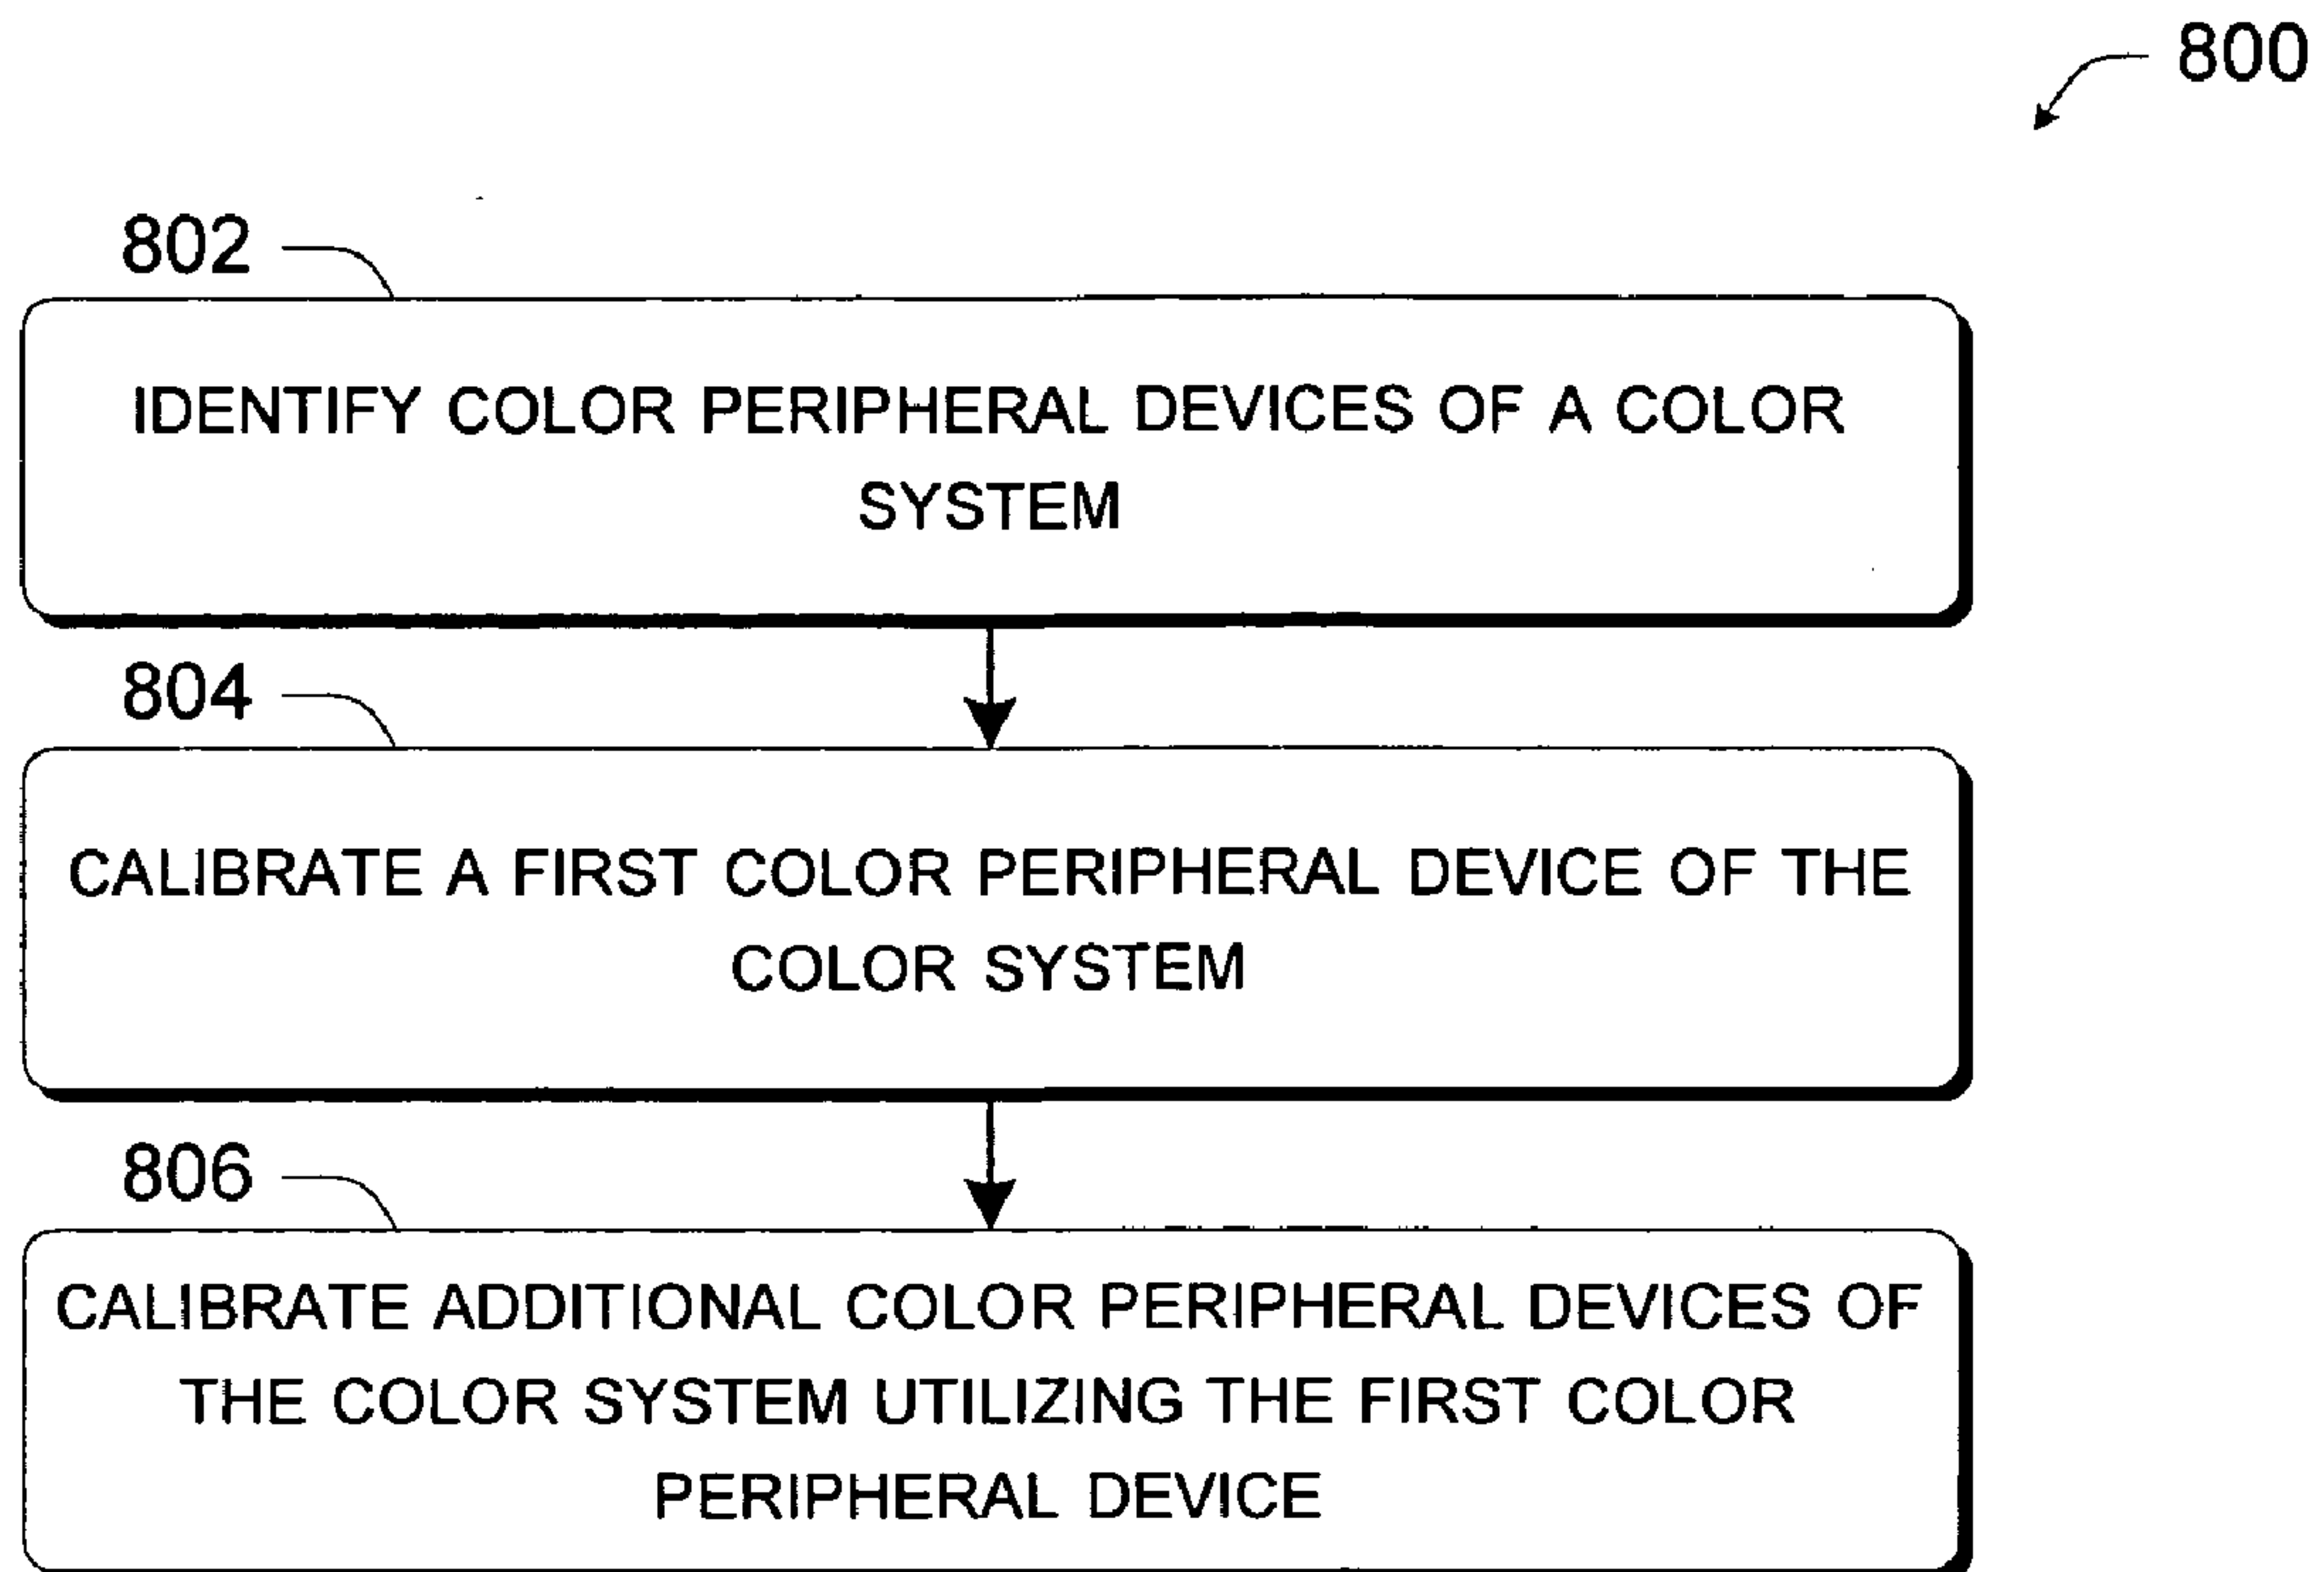 800
802
IDENTIFY COLOR PERIPHERAL DEVICES OF A COLOR
SYSTEM
804
CALIBRATE A FIRST COLOR PERIPHERAL DEVICE OF THE
COLOR SYSTEM
806
CALIBRATE ADDITIONAL COLOR PERIPHERAL DEVICES OF
THE COLOR SYSTEM UTILIZING THE FIRST COLOR
PERIPHERAL DEVICE